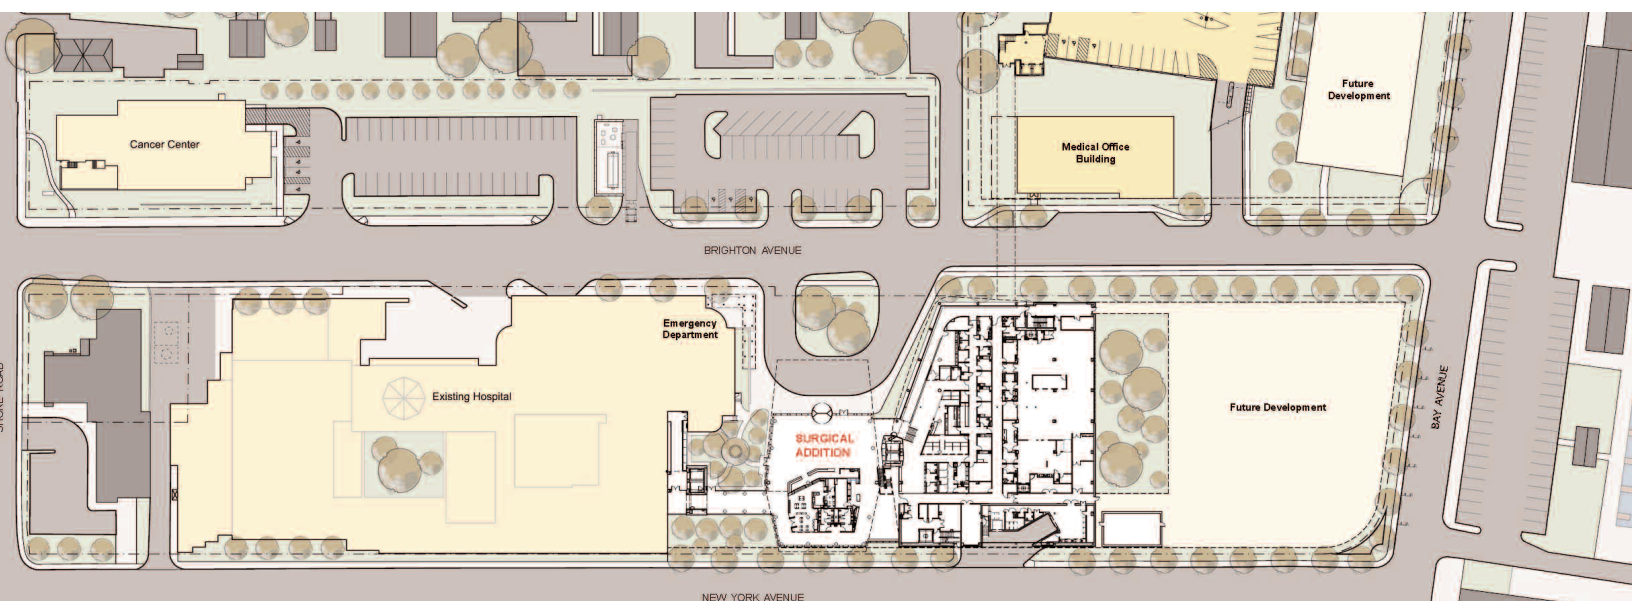 Future
Development
Cancer Center
Medical Office
Building
BRIGHTON AVENUE
Emergency
Department
Existing Hospital
Future Development
BAY AVENUE
SURGICAL
ADDITION
NEW YORK AVENUE